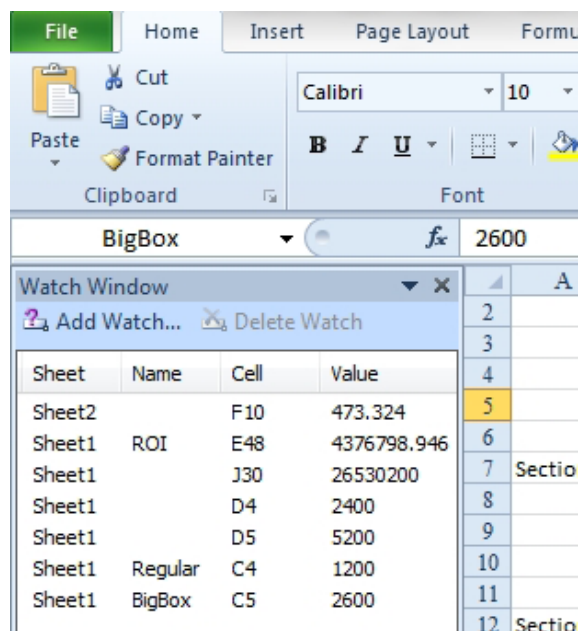 File Home Insert Page Layout Formu
Cut
Copy
Paste
Format Painter
Clipboard
Calibri 10
B I U
Font
BigBox fx 2600
Watch Window
Add Watch... Delete Watch
Sheet Name Cell Value
Sheet2 F10 473.324
Sheet1 ROI E48 4376798.946
Sheet1 J30 26530200
Sheet1 D4 2400
Sheet1 D5 5200
Sheet1 Regular C4 1200
Sheet1 BigBox C5 2600
A
2
3
4
5
6
7 Sectio
8
9
10
11
12 Sectio